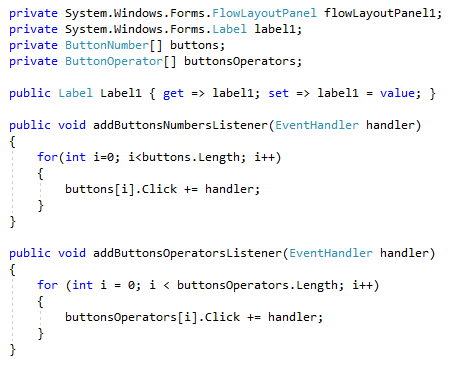 private System.Windows.Forms.FlowLayoutPanel flowLayoutPanel1;
private System.Windows.Forms.Label label1;
private ButtonNumber[] buttons;
private ButtonOperator[] buttonsOperators;

public Label Label1 { get => label1; set => label1 = value; }

public void addButtonsNumbersListener(EventHandler handler)
{
    for(int i=0; i<buttons.Length; i++)
    {
        buttons[i].Click += handler;
    }
}

public void addButtonsOperatorsListener(EventHandler handler)
{
    for (int i = 0; i < buttonsOperators.Length; i++)
    {
        buttonsOperators[i].Click += handler;
    }
}